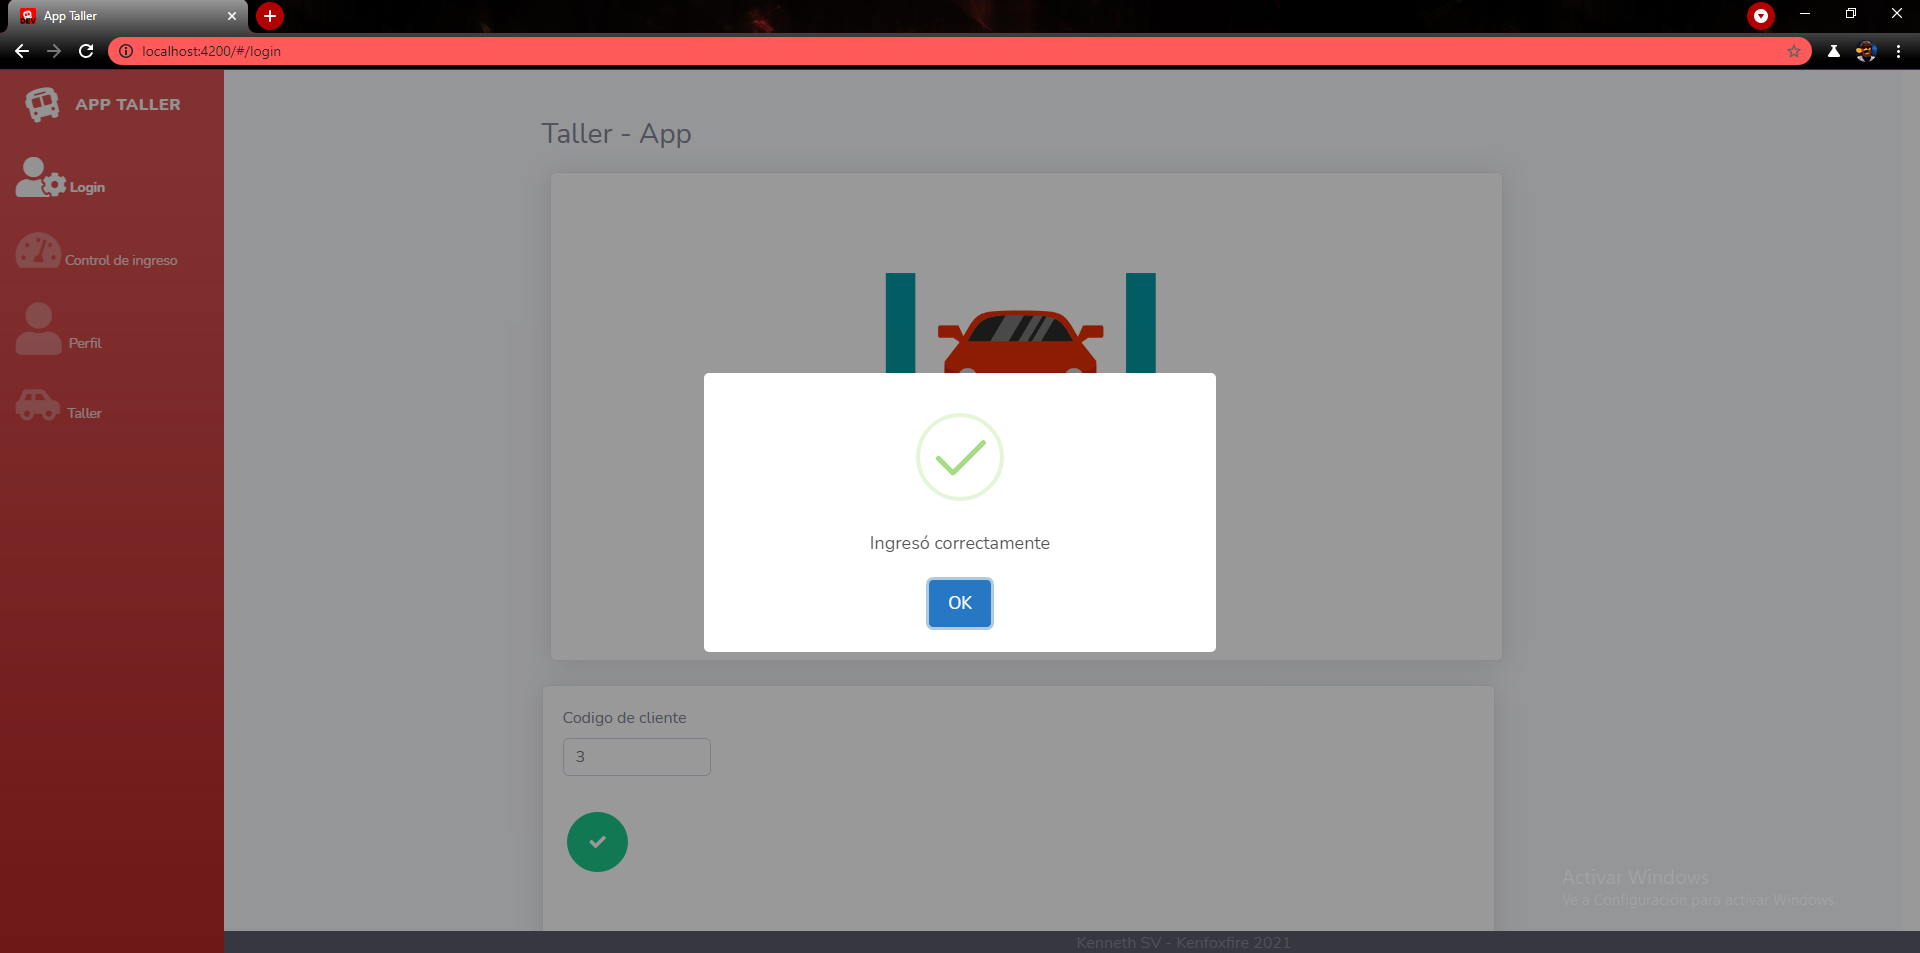 App Taller
localhost:4200/#/login
APP TALLER
Login
Control de ingreso
Perfil
Taller
Taller - App
Ingresó correctamente
OK
Codigo de cliente
3
Activar Windows
Ve a Configuración para activar Windows.
Kenneth SV - Kenfoxfire 2021